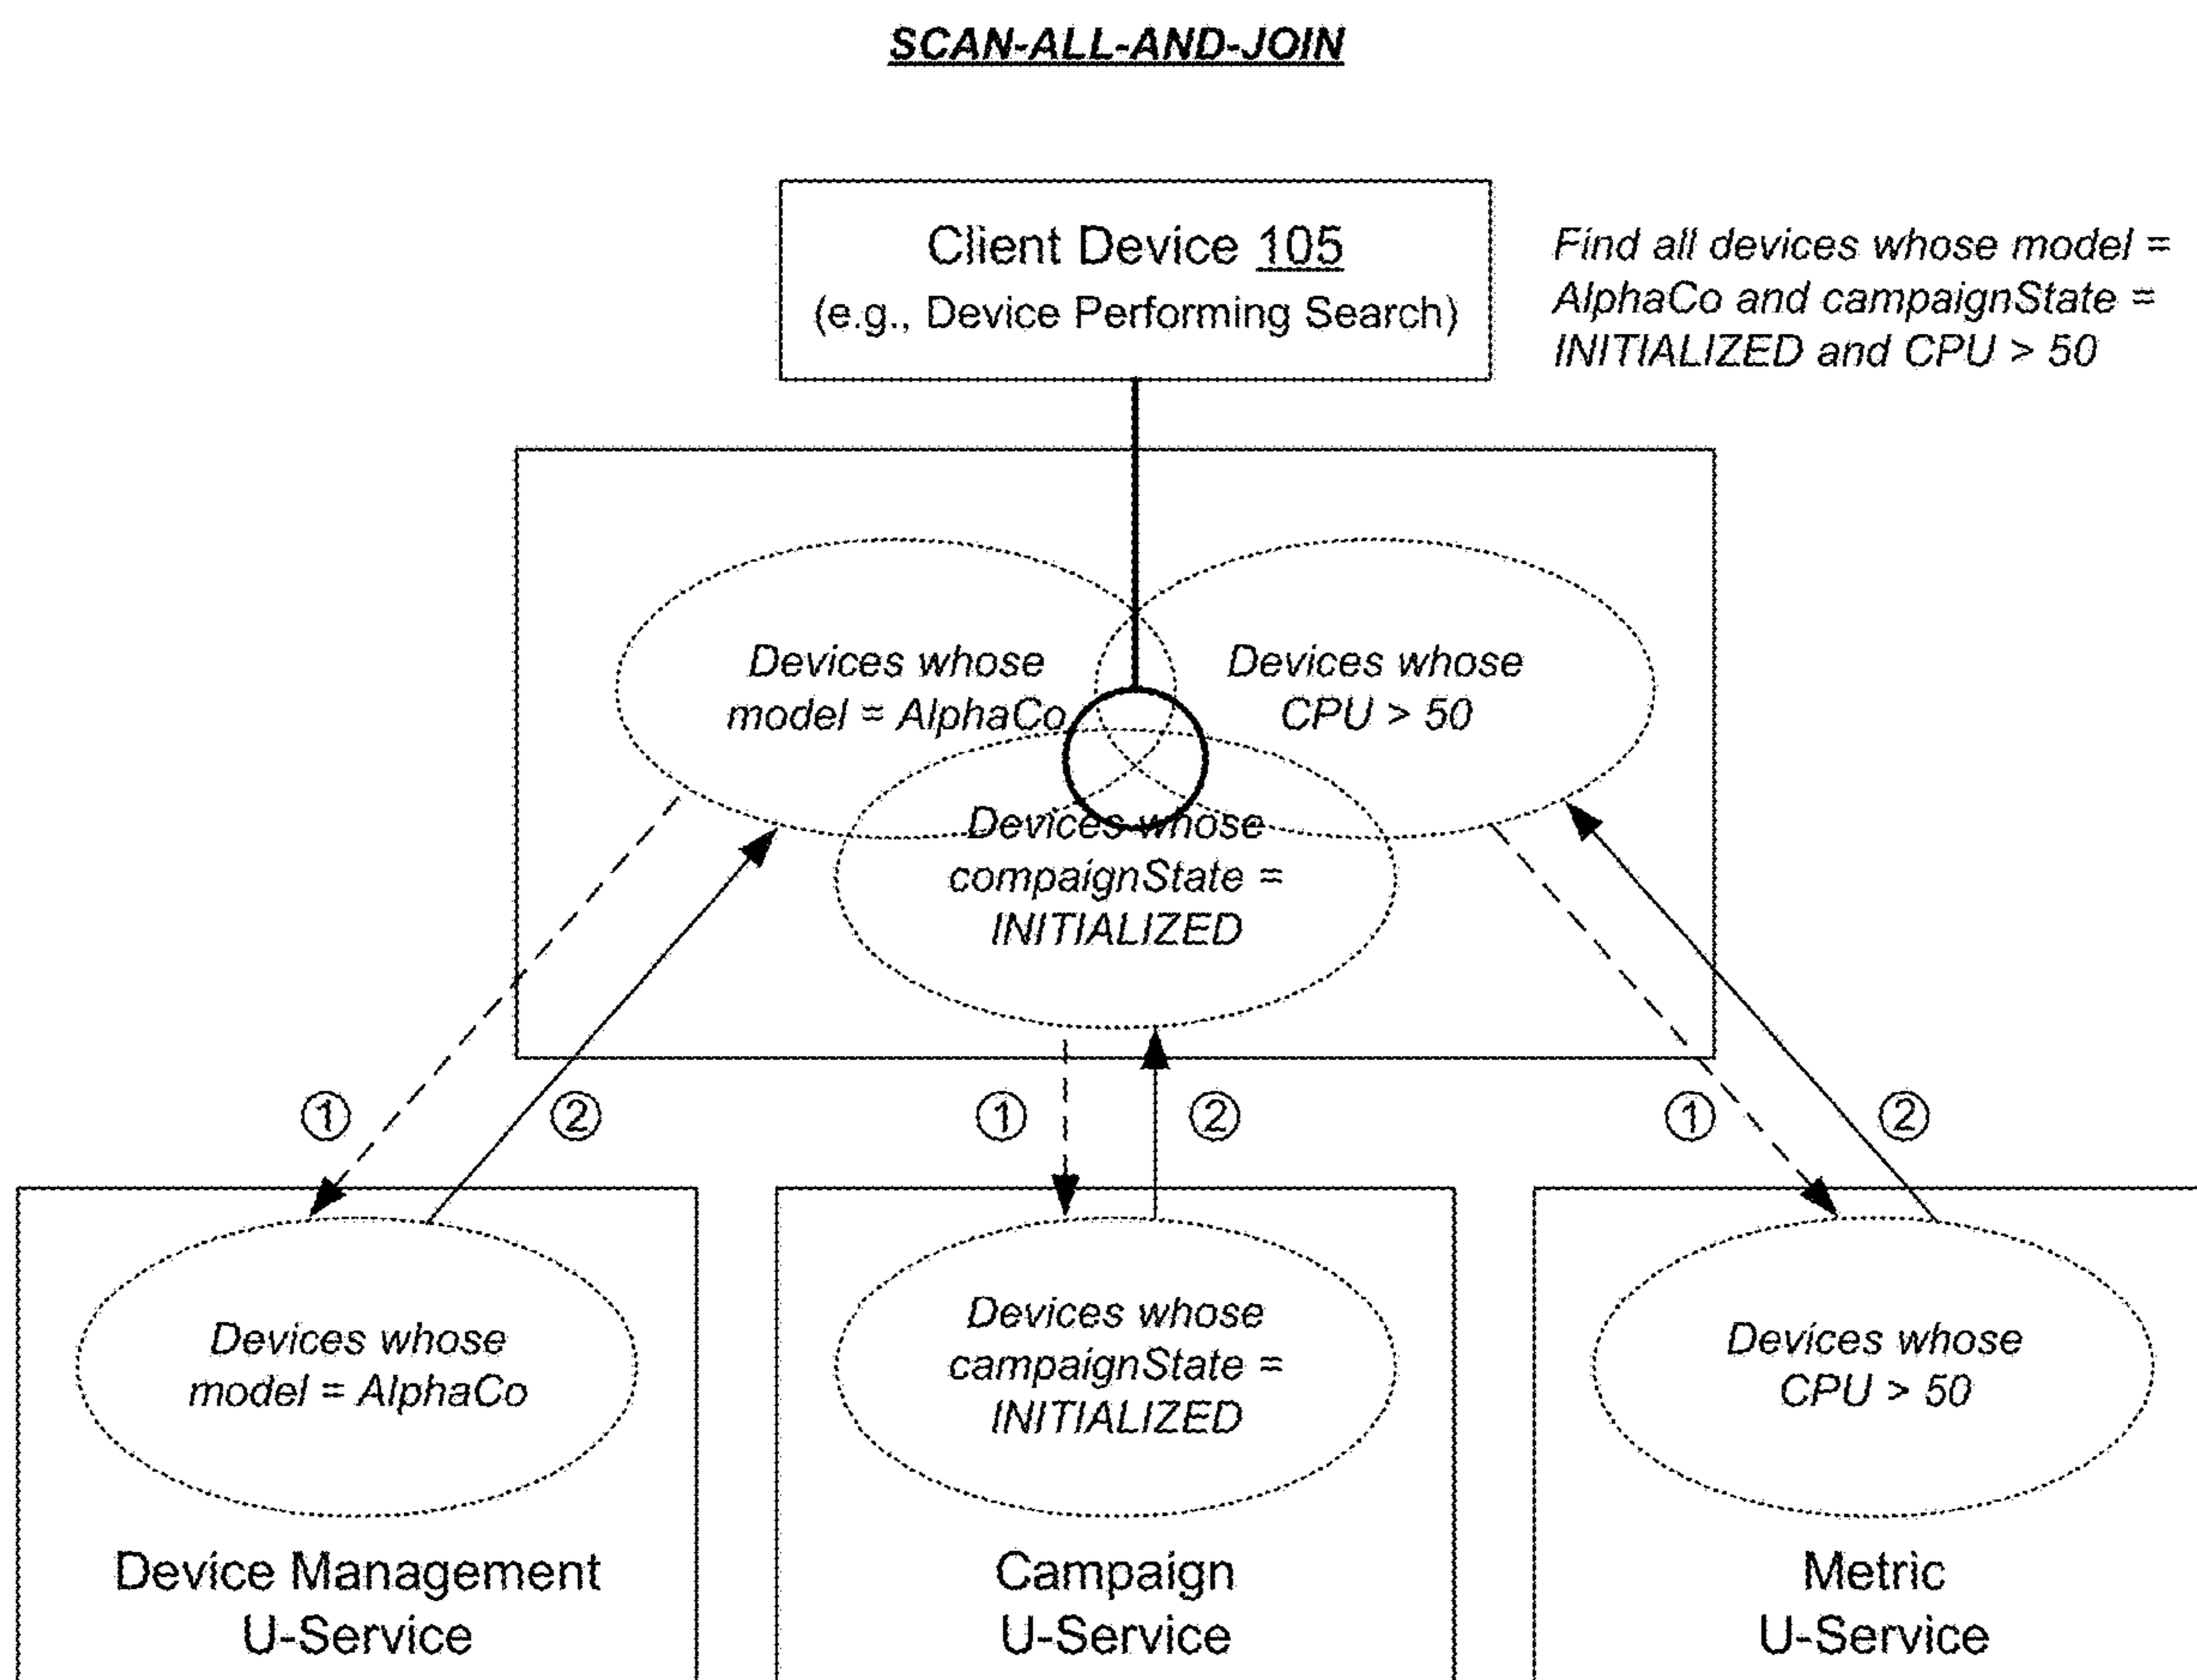 SCAN-ALL-AND-JOIN
Client Device 105
(e.g., Device Performing Search)
Find all devices whose model =
AlphaCo and campaignState =
INITIALIZED and CPU > 50
Devices whose
model = AlphaCo
Devices whose
CPU > 50
Devices whose
compaignState =
INITIALIZED
①
②
①
②
①
②
Devices whose
model = AlphaCo
Device Management
U-Service
Devices whose
campaignState =
INITIALIZED
Campaign
U-Service
Devices whose
CPU > 50
Metric
U-Service